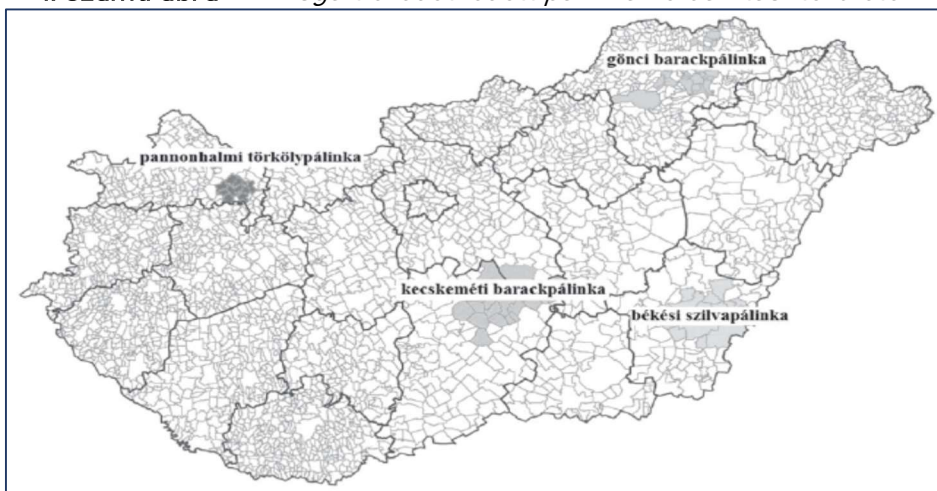 gönci barackpálinka
pannonhalmi törkölypálinka
kecskeméti barackpálinka
békési szilvapálinka